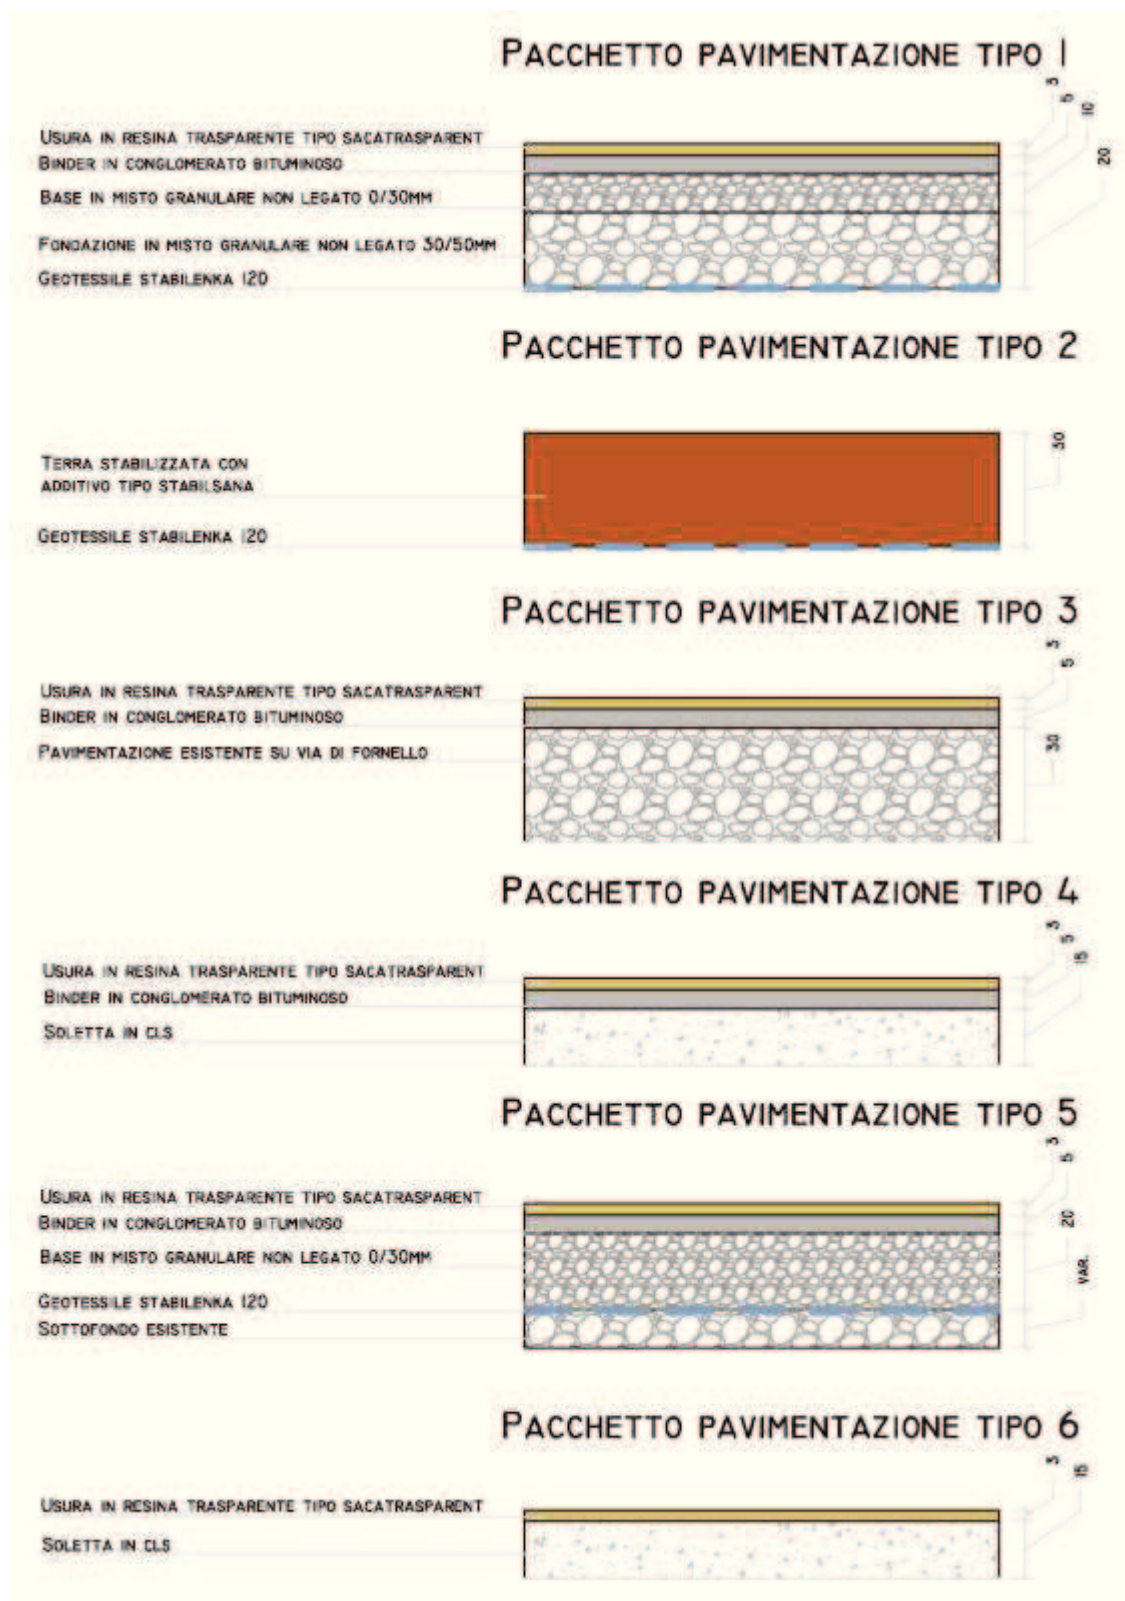 PACCHETTO PAVIMENTAZIONE TIPO 1
3
5
10
20
USURA IN RESINA TRASPARENTE TIPO SACATRASPARENT
BINDER IN CONGLOMERATO BITUMINOSO
BASE IN MISTO GRANULARE NON LEGATO 0/30MM
FONDAZIONE IN MISTO GRANULARE NON LEGATO 30/50MM
GEOTESSILE STABILENKA 120
PACCHETTO PAVIMENTAZIONE TIPO 2
30
TERRA STABILIZZATA CON
ADDITIVO TIPO STABILSANA
GEOTESSILE STABILENKA 120
PACCHETTO PAVIMENTAZIONE TIPO 3
3
5
30
USURA IN RESINA TRASPARENTE TIPO SACATRASPARENT
BINDER IN CONGLOMERATO BITUMINOSO
PAVIMENTAZIONE ESISTENTE SU VIA DI FORNELLO
PACCHETTO PAVIMENTAZIONE TIPO 4
3
5
15
USURA IN RESINA TRASPARENTE TIPO SACATRASPARENT
BINDER IN CONGLOMERATO BITUMINOSO
SOLETTA IN CLS
PACCHETTO PAVIMENTAZIONE TIPO 5
3
5
20
VAR.
USURA IN RESINA TRASPARENTE TIPO SACATRASPARENT
BINDER IN CONGLOMERATO BITUMINOSO
BASE IN MISTO GRANULARE NON LEGATO 0/30MM
GEOTESSILE STABILENKA 120
SOTTOFONDO ESISTENTE
PACCHETTO PAVIMENTAZIONE TIPO 6
3
15
USURA IN RESINA TRASPARENTE TIPO SACATRASPARENT
SOLETTA IN CLS